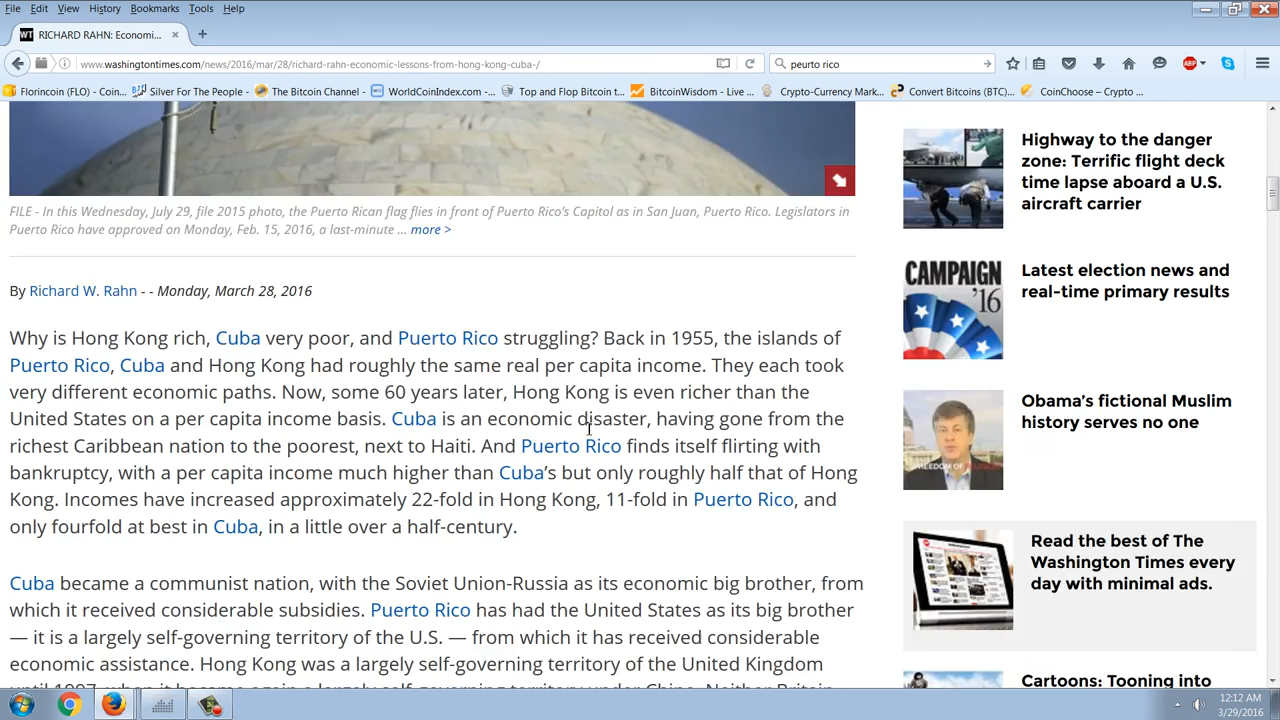 File Edit View History Bookmarks Tools Help
WT RICHARD RAHN: Economi...
www.washingtontimes.com/news/2016/mar/28/richard-rahn-economic-lessons-from-hong-kong-cuba-/
peurto rico
ABP
Florincoin (FLO) - Coin... Silver For The People - The Bitcoin Channel - WorldCoinIndex.com - ... Top and Flop Bitcoin t... BitcoinWisdom - Live ... Crypto-Currency Mark... Convert Bitcoins (BTC)... CoinChoose – Crypto ...
FILE - In this Wednesday, July 29, file 2015 photo, the Puerto Rican flag flies in front of Puerto Rico's Capitol as in San Juan, Puerto Rico. Legislators in
Puerto Rico have approved on Monday, Feb. 15, 2016, a last-minute ... more >
By Richard W. Rahn - - Monday, March 28, 2016
Why is Hong Kong rich, Cuba very poor, and Puerto Rico struggling? Back in 1955, the islands of
Puerto Rico, Cuba and Hong Kong had roughly the same real per capita income. They each took
very different economic paths. Now, some 60 years later, Hong Kong is even richer than the
United States on a per capita income basis. Cuba is an economic disaster, having gone from the
richest Caribbean nation to the poorest, next to Haiti. And Puerto Rico finds itself flirting with
bankruptcy, with a per capita income much higher than Cuba's but only roughly half that of Hong
Kong. Incomes have increased approximately 22-fold in Hong Kong, 11-fold in Puerto Rico, and
only fourfold at best in Cuba, in a little over a half-century.
Cuba became a communist nation, with the Soviet Union-Russia as its economic big brother, from
which it received considerable subsidies. Puerto Rico has had the United States as its big brother
— it is a largely self-governing territory of the U.S. — from which it has received considerable
economic assistance. Hong Kong was a largely self-governing territory of the United Kingdom
until 1997, when it became again a largely self-governing territory under China. Neither Britain
Highway to the danger
zone: Terrific flight deck
time lapse aboard a U.S.
aircraft carrier
CAMPAIGN
'16
Latest election news and
real-time primary results
Obama's fictional Muslim
history serves no one
Read the best of The
Washington Times every
day with minimal ads.
Cartoons: Tooning into
12:12 AM
3/29/2016